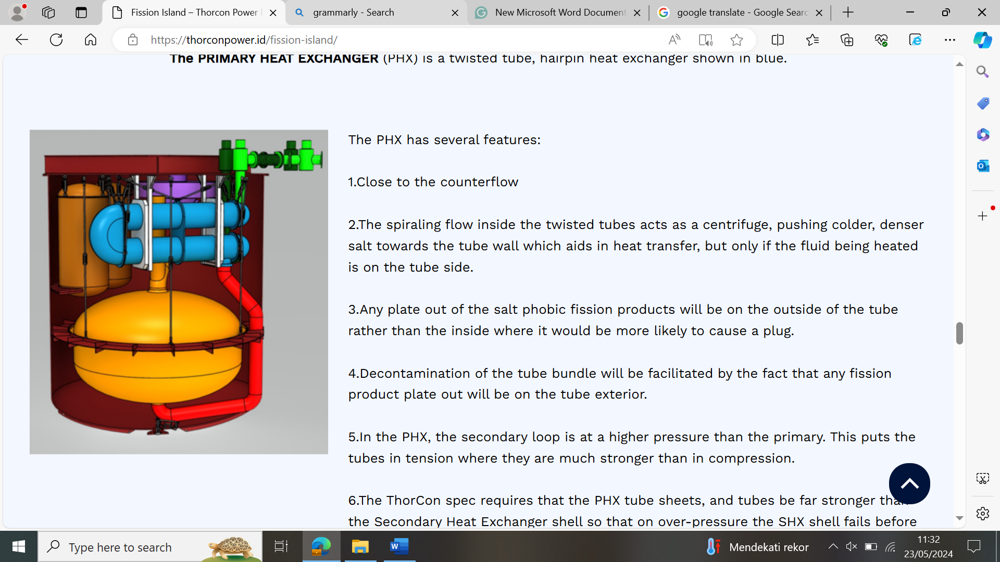 Fission Island – Thorcon Power
grammarly - Search
New Microsoft Word Document
google translate - Google Searc
https://thorconpower.id/fission-island/
The PRIMARY HEAT EXCHANGER (PHX) is a twisted tube, hairpin heat exchanger shown in blue.
The PHX has several features:
1.Close to the counterflow
2.The spiraling flow inside the twisted tubes acts as a centrifuge, pushing colder, denser
salt towards the tube wall which aids in heat transfer, but only if the fluid being heated
is on the tube side.
3.Any plate out of the salt phobic fission products will be on the outside of the tube
rather than the inside where it would be more likely to cause a plug.
4.Decontamination of the tube bundle will be facilitated by the fact that any fission
product plate out will be on the tube exterior.
5.In the PHX, the secondary loop is at a higher pressure than the primary. This puts the
tubes in tension where they are much stronger than in compression.
6.The ThorCon spec requires that the PHX tube sheets, and tubes be far stronger than
the Secondary Heat Exchanger shell so that on over-pressure the SHX shell fails before
Type here to search
Mendekati rekor
11:32
23/05/2024